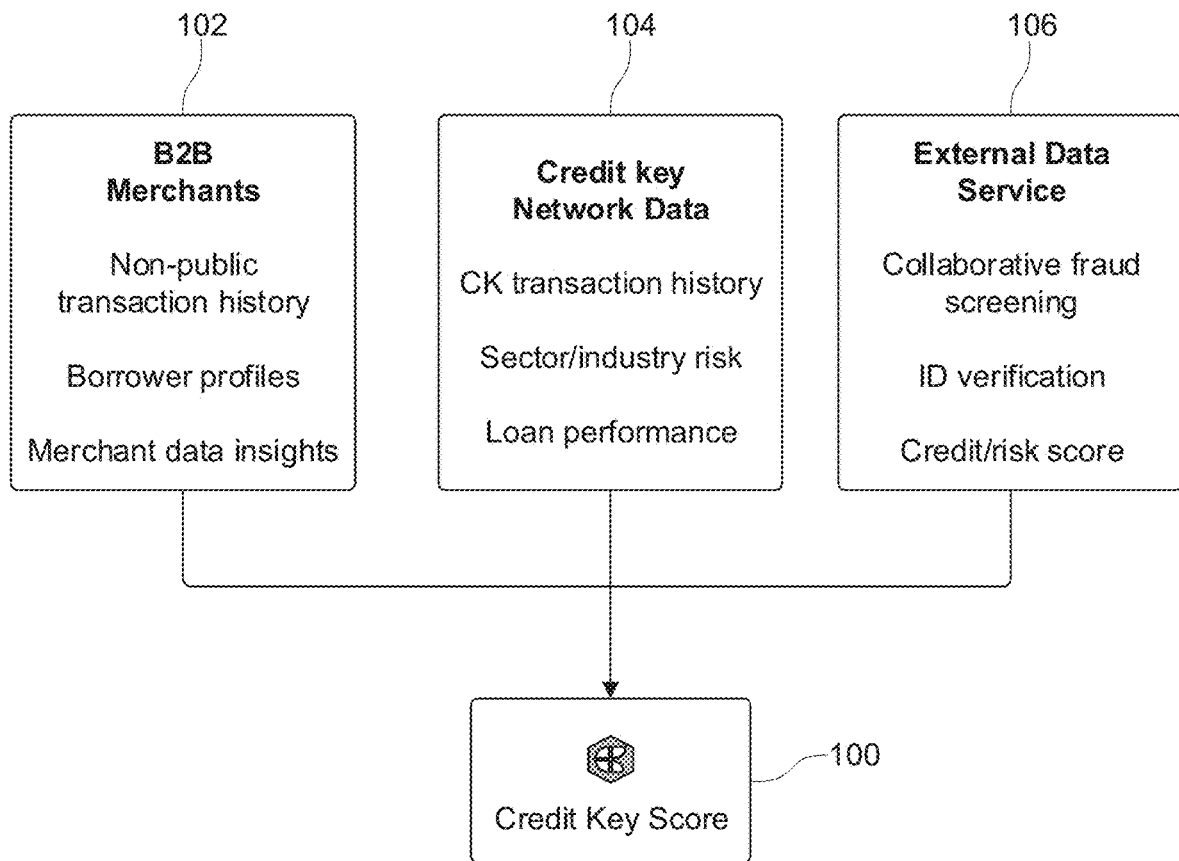 102
104
106
B2B
Merchants
Non-public
transaction history
Borrower profiles
Merchant data insights
Credit key
Network Data
CK transaction history
Sector/industry risk
Loan performance
External Data
Service
Collaborative fraud
screening
ID verification
Credit/risk score
100
Credit Key Score